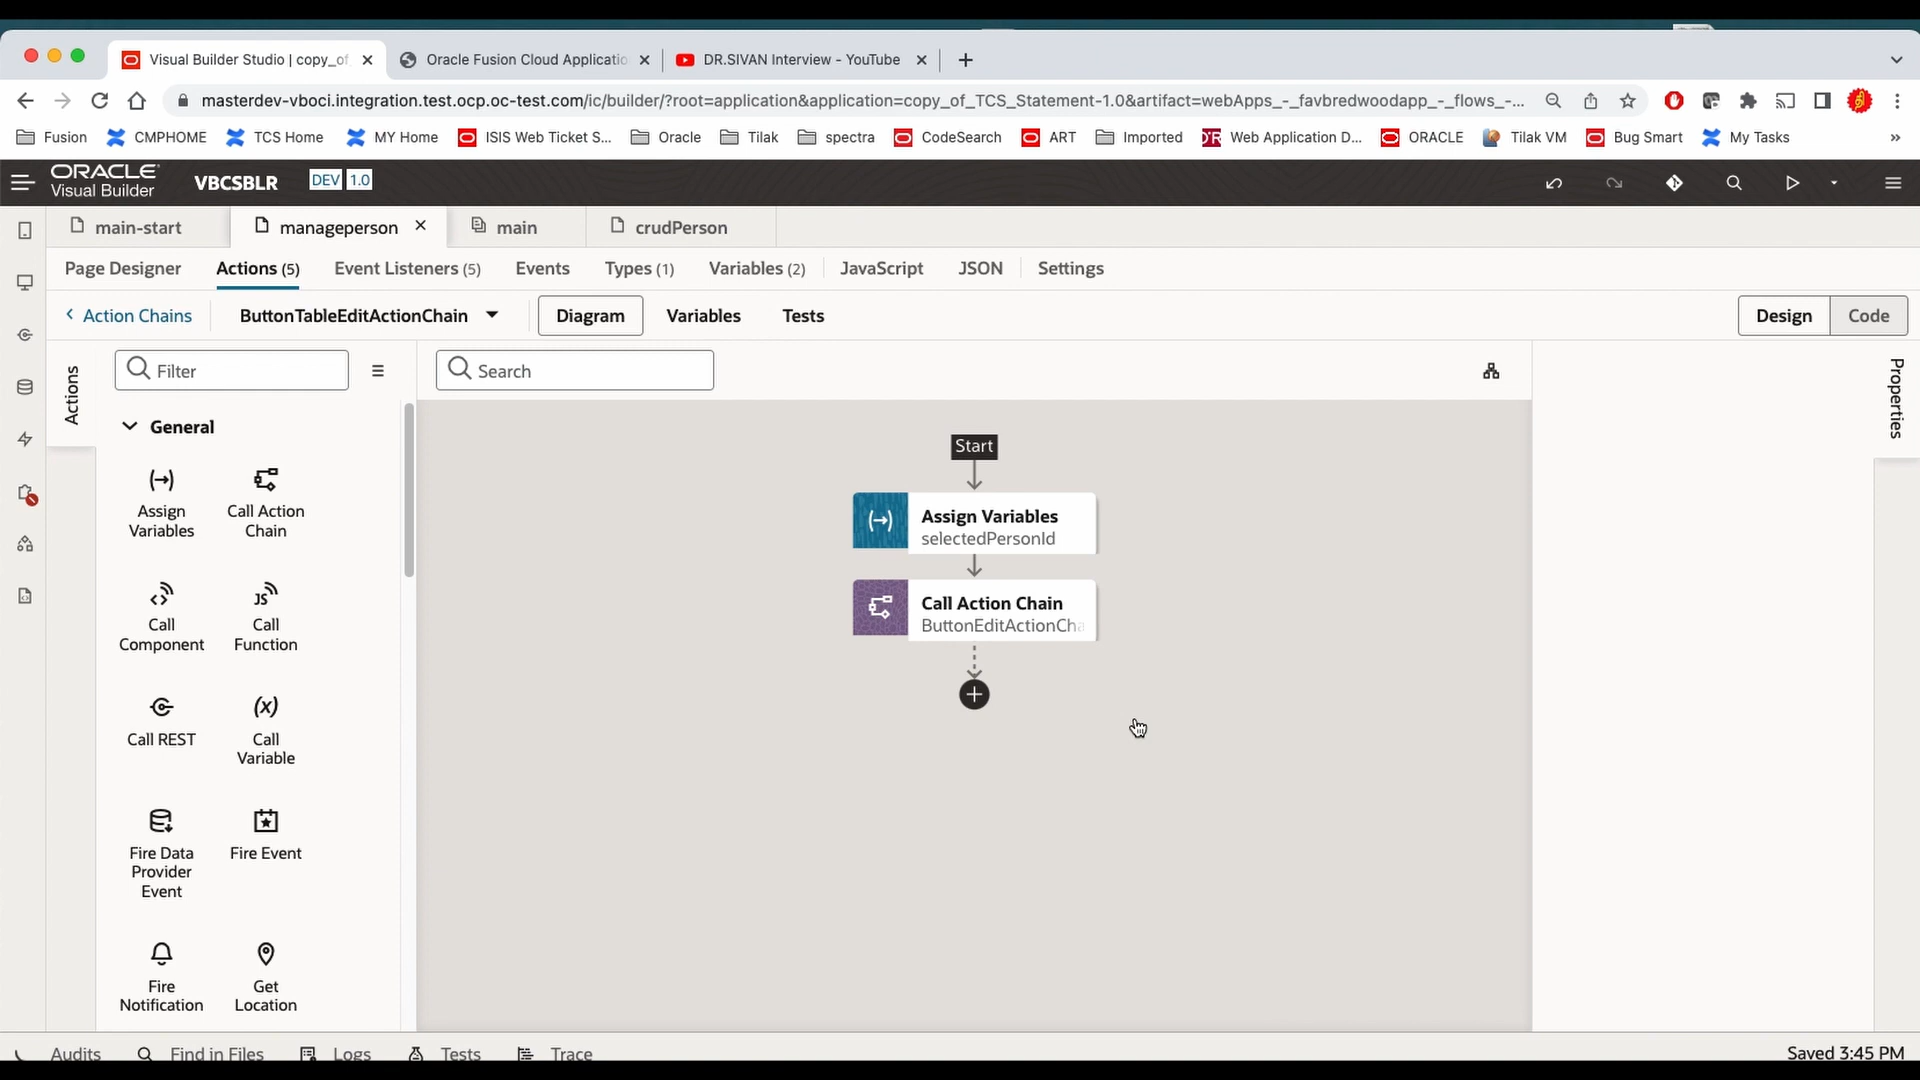 Visual Builder Studio | copy_of
Oracle Fusion Cloud Applicatio
DR.SIVAN Interview - YouTube
masterdev-vboci.integration.test.ocp.oc-test.com/ic/builder/?root=application&application=copy_of_TCS_Statement-1.0&artifact=webApps_-_favbredwoodapp_-_flows_-...
Fusion
CMPHOME
TCS Home
MY Home
ISIS Web Ticket S...
Oracle
Tilak
spectra
CodeSearch
ART
Imported
Web Application D...
ORACLE
Tilak VM
Bug Smart
My Tasks
»
ORACLE
Visual Builder
VBCSBLR
DEV 1.0
main-start
manageperson
main
crudPerson
Page Designer
Actions (5)
Event Listeners (5)
Events
Types (1)
Variables (2)
JavaScript
JSON
Settings
Action Chains
ButtonTableEditActionChain
Diagram
Variables
Tests
Design
Code
Actions
Filter
Search
Properties
General
Assign
Variables
Call Action
Chain
Call
Component
JS
Call
Function
Call REST
(x)
Call
Variable
Fire Data
Provider
Event
Fire Event
Fire
Notification
Get
Location
Start
Assign Variables
selectedPersonId
Call Action Chain
ButtonEditActionCha
Audits
Find in Files
Logs
Tests
Trace
Saved 3:45 PM